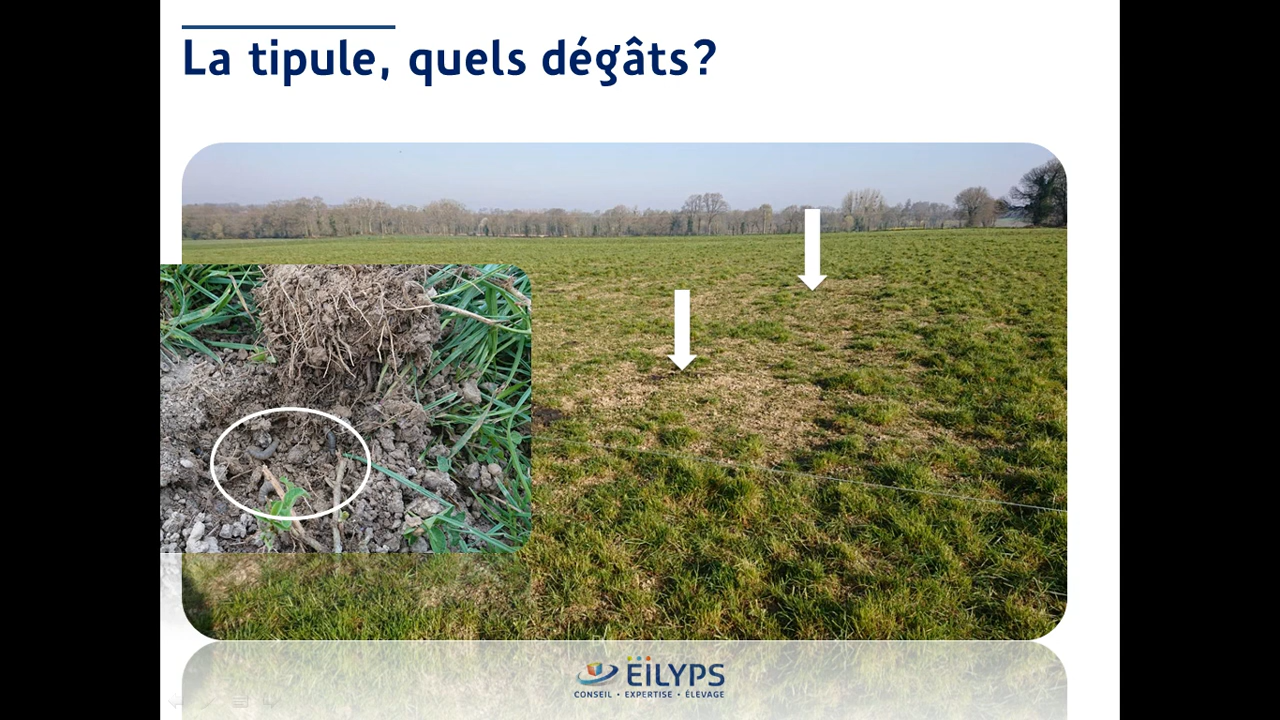 La tipule, quels dégâts?
EiLYPS
CONSEIL • EXPERTISE • ÉLEVAGE